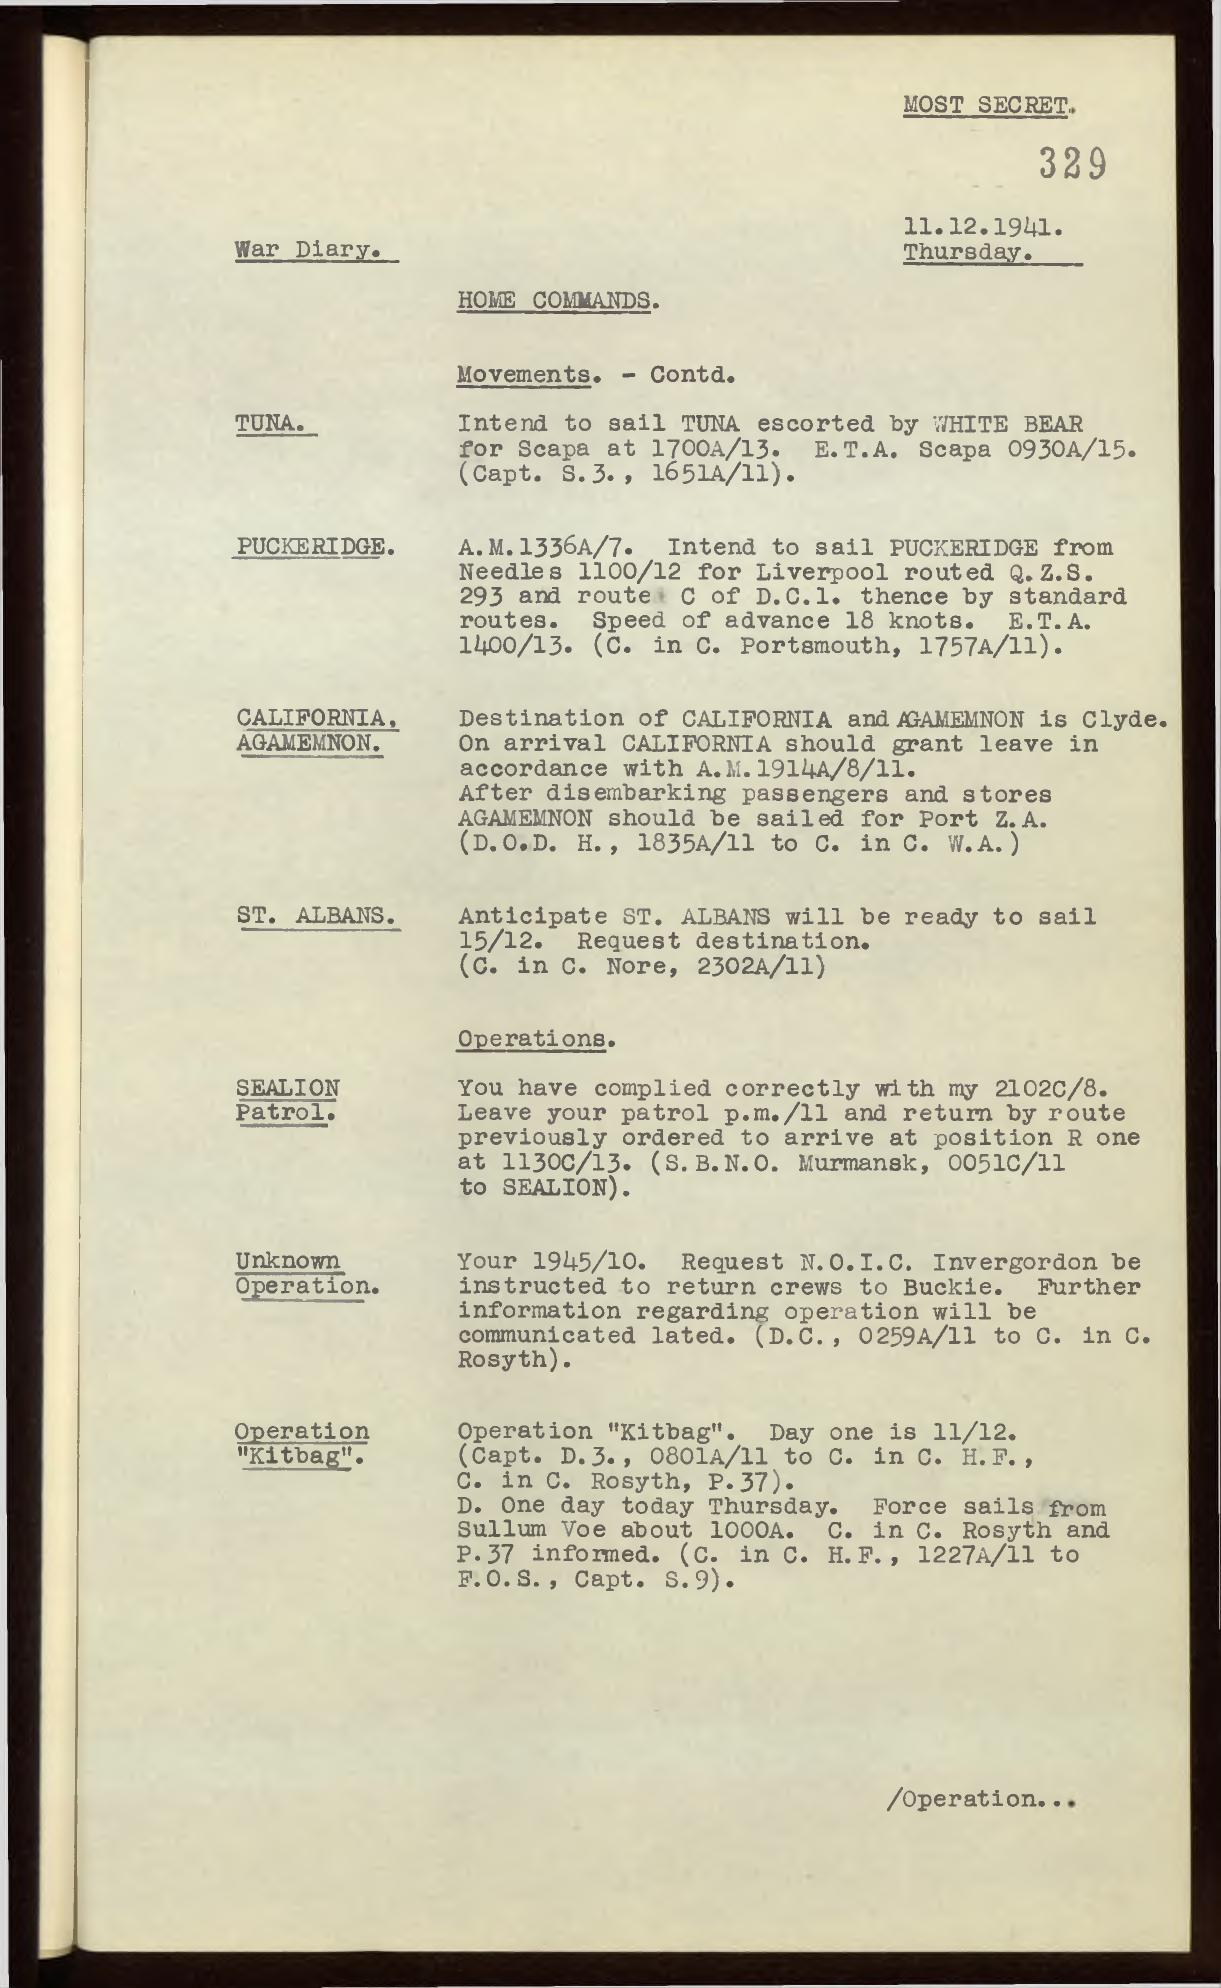 MOST SECRET.
329
11.12.1941.
War Diary.
Thursday.
HOME COMMANDS.
Movements. - Contd.
TUNA.
Intend to sail TUNA escorted by WHITE BEAR
for Scapa at 1700A/13. E.T.A. Scapa 0930A/15.
(Capt. S.3., 1651A/11).
PUCKERIDGE.
A.M.1336A/7. Intend to sail PUCKERIDGE from
Needles 1100/12 for Liverpool routed Q.Z.S.
293 and route C of D.C.1. thence by standard
routes. Speed of advance 18 knots. E.T.A.
1400/13. (C. in C. Portsmouth, 1757A/11).
CALIFORNIA,
AGAMEMNON.
Destination of CALIFORNIA and AGAMEMNON is Clyde.
On arrival CALIFORNIA should grant leave in
accordance with A.M.1914A/8/11.
After disembarking passengers and stores
AGAMEMNON should be sailed for Port Z.A.
(D.O.D. H., 1835A/11 to C. in C. W.A.)
ST. ALBANS.
Anticipate ST. ALBANS will be ready to sail
15/12. Request destination.
(C. in C. Nore, 2302A/11)
Operations.
SEALION
Patrol.
You have complied correctly with my 2102C/8.
Leave your patrol p.m./11 and return by route
previously ordered to arrive at position R one
at 1130C/13. (S.B.N.O. Murmansk, 0051C/11
to SEALION).
Unknown
Operation.
Your 1945/10. Request N.O.I.C. Invergordon be
instructed to return crews to Buckie. Further
information regarding operation will be
communicated lated. (D.C., 0259A/11 to C. in C.
Rosyth).
Operation
"Kitbag".
Operation "Kitbag". Day one is 11/12.
(Capt. D.3., 0801A/11 to C. in C. H.F.,
C. in C. Rosyth, P.37).
D. One day today Thursday. Force sails from
Sullum Voe about 1000A. C. in C. Rosyth and
P.37 informed. (C. in C. H.F., 1227A/11 to
F.O.S., Capt. S.9).
/Operation...